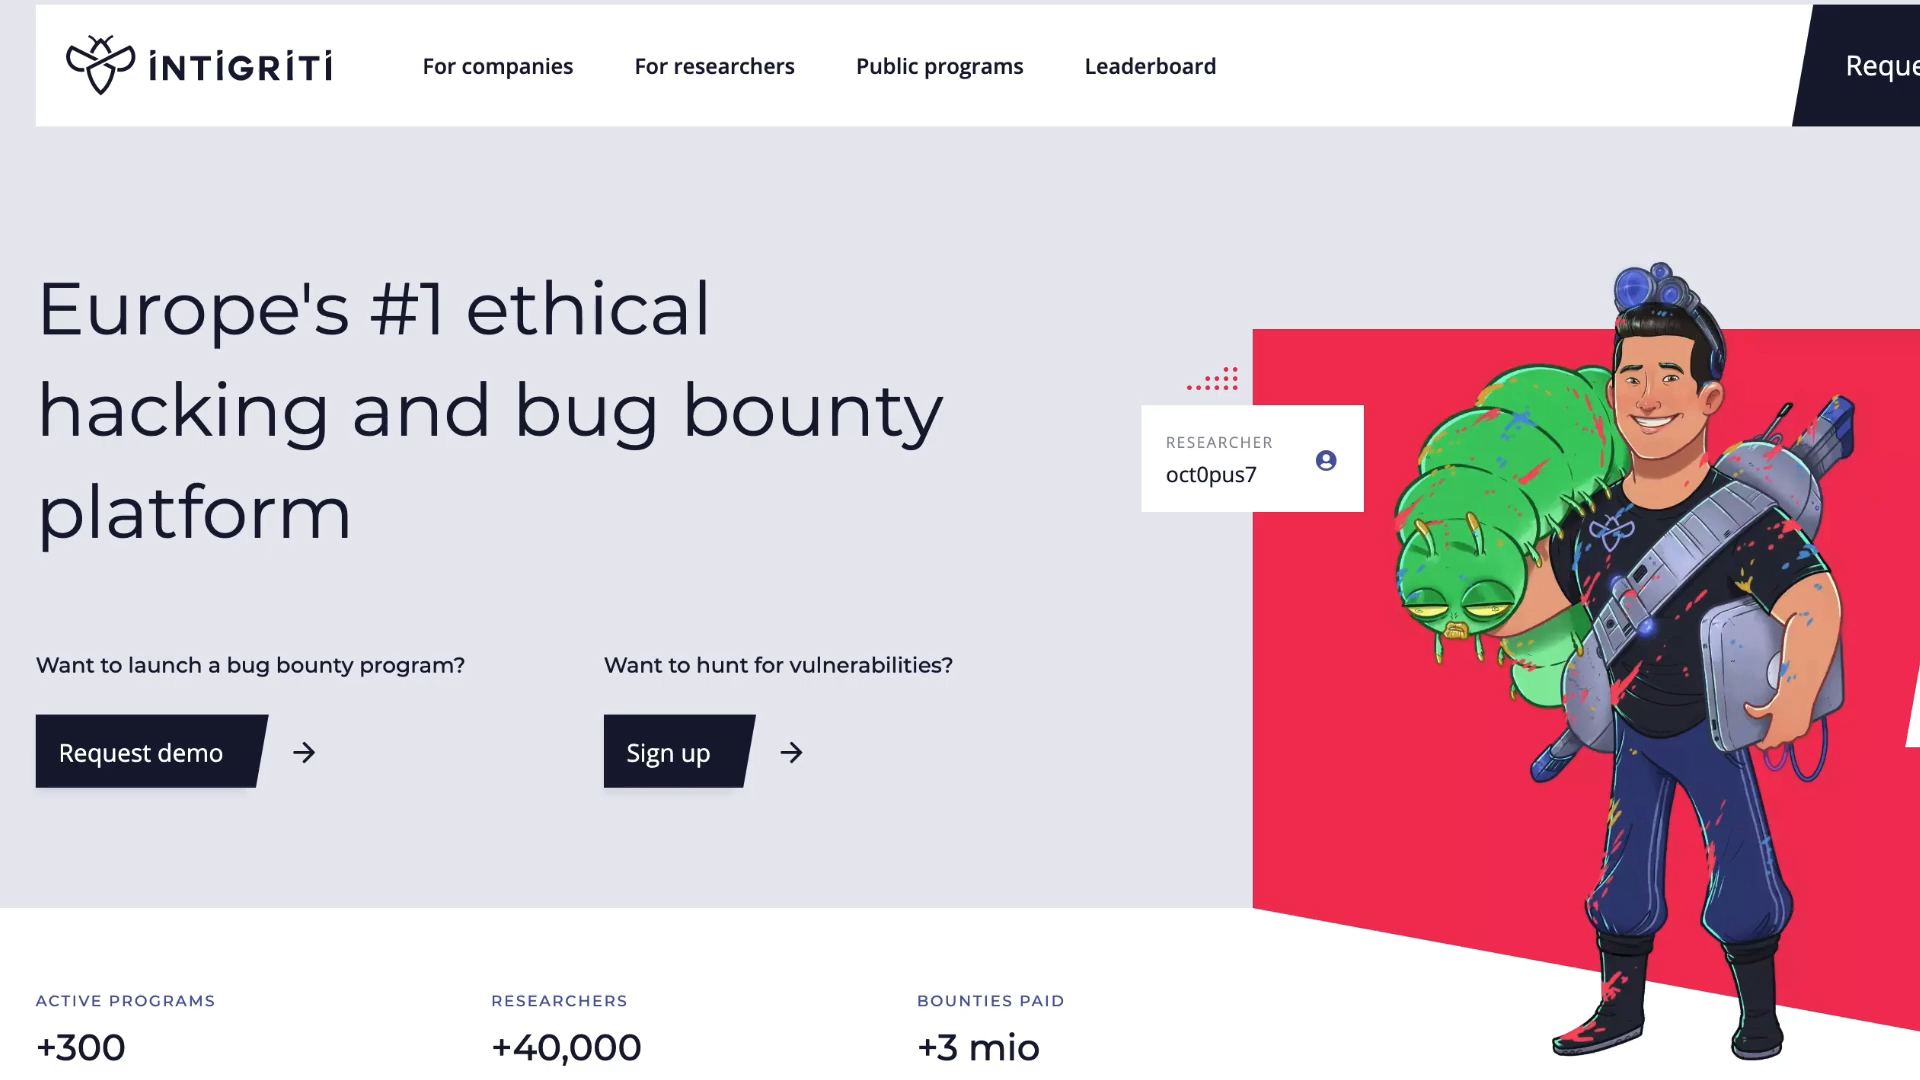 INTIGRITI
For companies
For researchers
Public programs
Leaderboard
Reque
Europe's #1 ethical
hacking and bug bounty
platform
RESEARCHER
oct0pus7
Want to launch a bug bounty program?
Want to hunt for vulnerabilities?
Request demo
Sign up
ACTIVE PROGRAMS
RESEARCHERS
BOUNTIES PAID
+300
+40,000
+3 mio